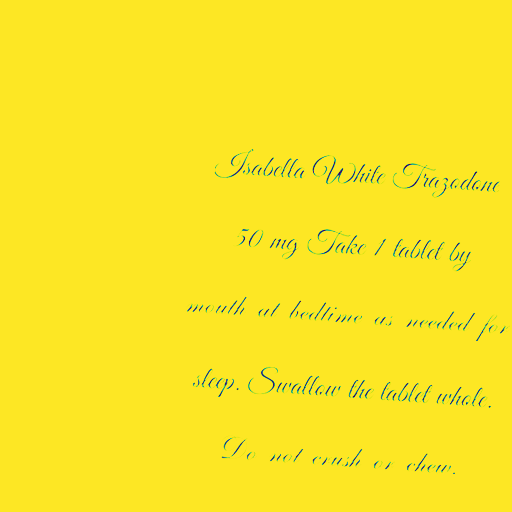 Isabella White Trazodone
50 mg Take 1 tablet by
mouth at bedtime as needed for
sleep. Swallow the tablet whole.
Do not crush or chew.